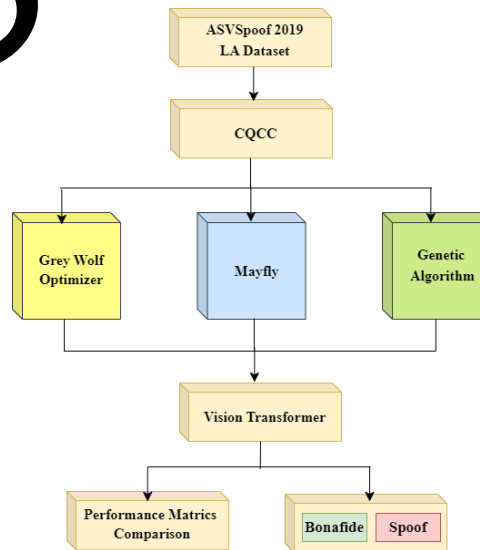 ASVSpoof 2019
LA Dataset
CQCC
Grey Wolf
Optimizer
Mayfly
Genetic
Algorithm
Vision Transformer
Performance Matrics
Comparison
Bonafide
Spoof